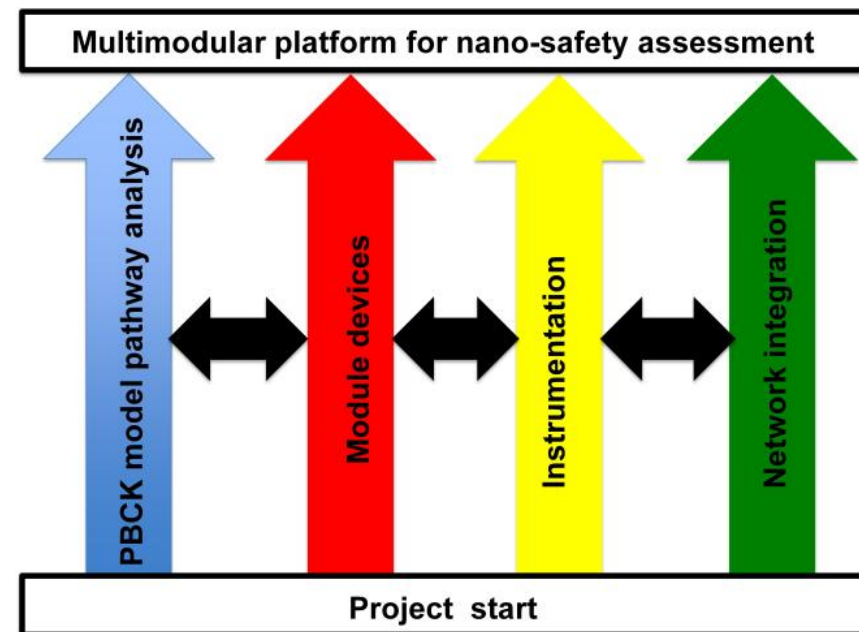 Multimodular platform for nano-safety assessment
PBCK model pathway analysis
Module devices
Instrumentation
Network integration
Project start